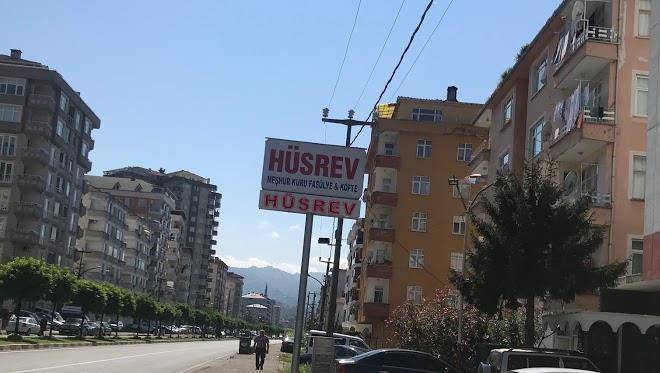 HÜSREV
MEŞHUR KURU FASÜLYE & KÖFTE
HÜSREV